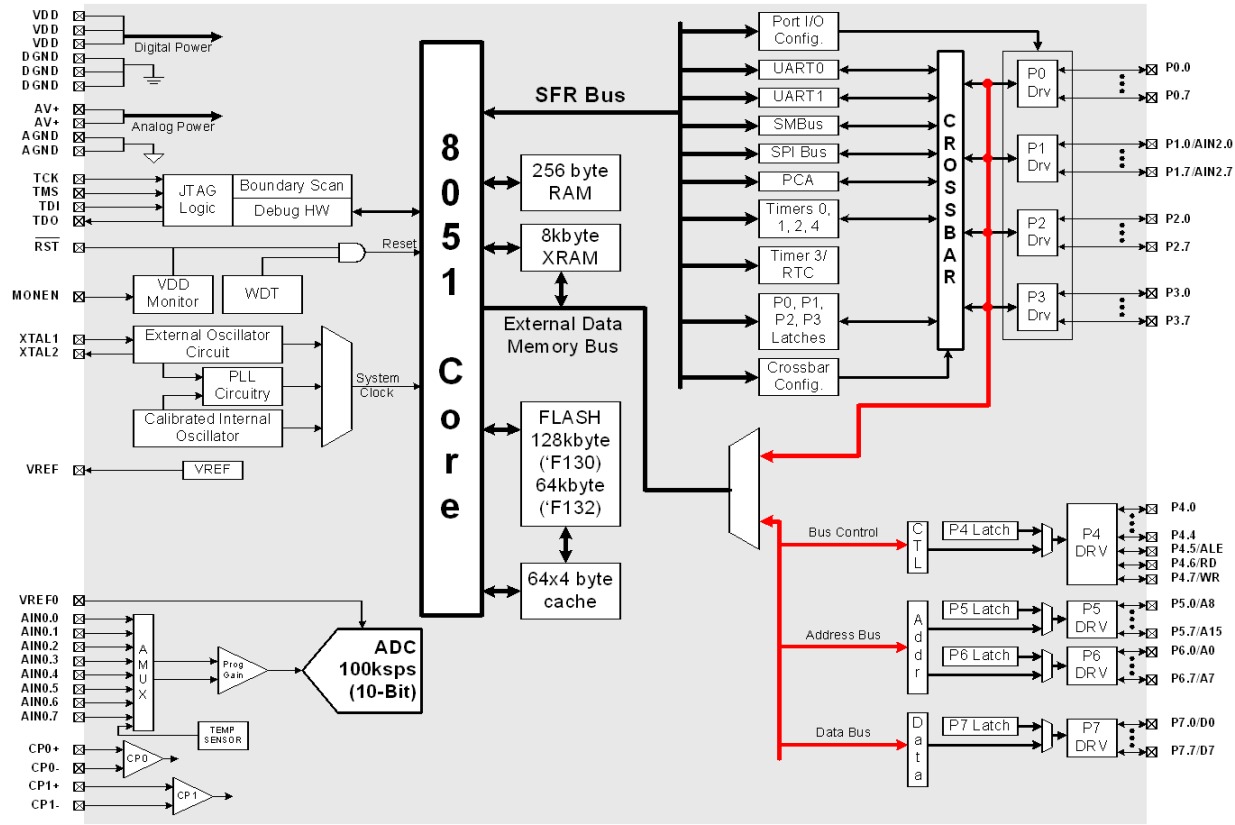 VDD
VDD
VDD
Digital Power
DGND
DGND
DGND
AV+
AV+
Analog Power
AGND
AGND
TCK
TMS
TDI
TDO
JTAG
Logic
Boundary Scan
Debug HW
RST
Reset
MONEN
VDD
Monitor
WDT
XTAL1
XTAL2
External Oscillator
Circuit
PLL
Circuitry
Calibrated Internal
Oscillator
System
Clock
VREF
VREF
VREF0
AIN0.0
AIN0.1
AIN0.2
AIN0.3
AIN0.4
AIN0.5
AIN0.6
AIN0.7
AMUX
Prog
Gain
ADC
100ksps
(10-Bit)
TEMP
SENSOR
CP0+
CP0-
CP0
CP1+
CP1-
CP1
8051 Core
SFR Bus
256 byte
RAM
8kbyte
XRAM
External Data
Memory Bus
FLASH
128kbyte
(‘F130)
64kbyte
(‘F132)
64x4 byte
cache
Port I/O
Config.
UART0
UART1
SMBus
SPI Bus
PCA
Timers 0,
1, 2, 4
Timer 3/
RTC
P0, P1,
P2, P3
Latches
Crossbar
Config.
CROSSBAR
P0
Drv
P1
Drv
P2
Drv
P3
Drv
P0.0
P0.7
P1.0/AIN2.0
P1.7/AIN2.7
P2.0
P2.7
P3.0
P3.7
Bus Control
CTL
P4 Latch
P4
DRV
P4.0
P4.4
P4.5/ALE
P4.6/RD
P4.7/WR
Address Bus
Addr
P5 Latch
P5
DRV
P5.0/A8
P5.7/A15
P6 Latch
P6
DRV
P6.0/A0
P6.7/A7
Data Bus
Data
P7 Latch
P7
DRV
P7.0/D0
P7.7/D7